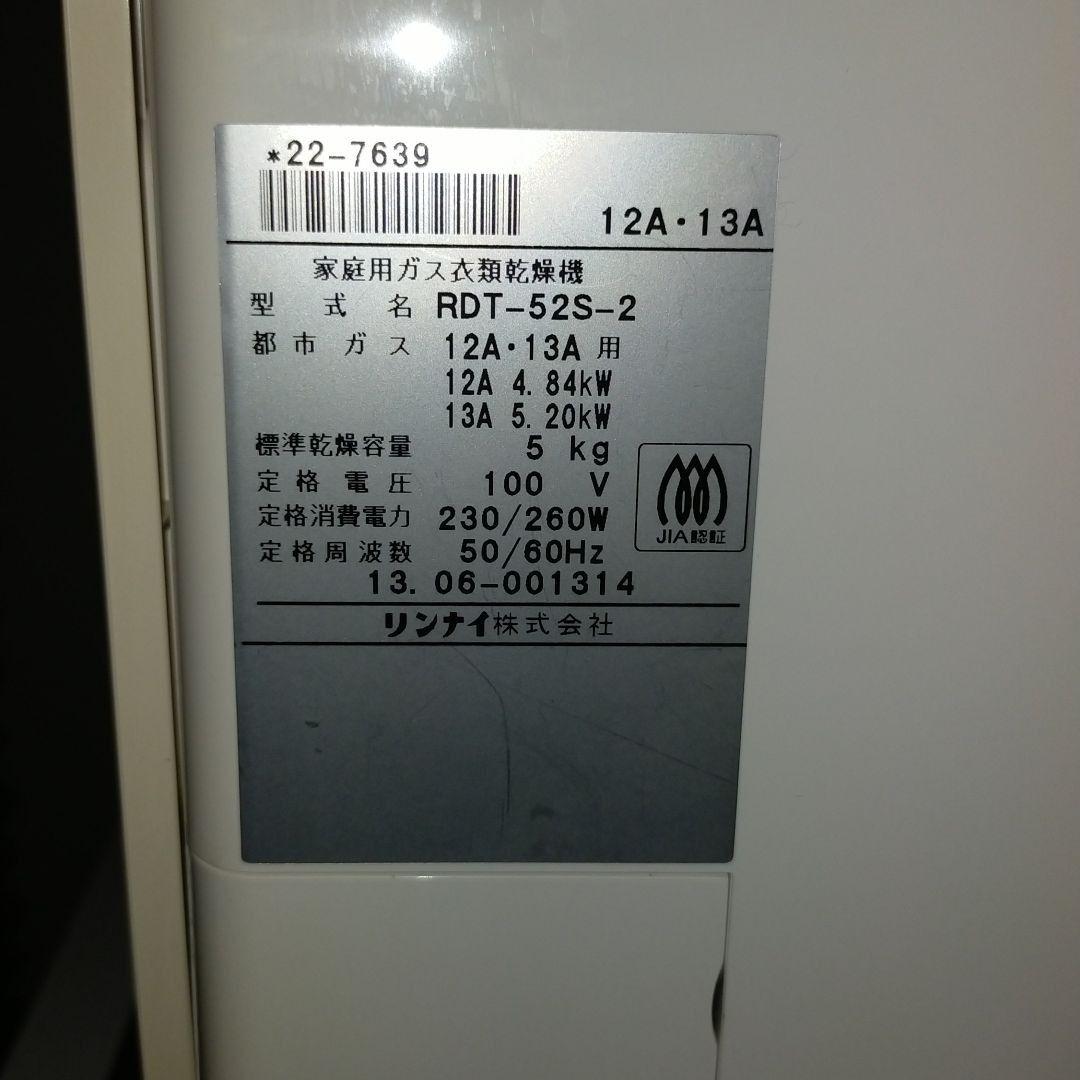 *22-7639
12A・13A
家庭用ガス衣類乾燥機
型式名 RDT-52S-2
都市ガス 12A・13A 用
12A 4.84kW
13A 5.20kW
標準乾燥容量 5 kg
定格電圧 100 V
定格消費電力 230/260W
定格周波数 50/60Hz
JIA認証
13.06-001314
リンナイ株式会社